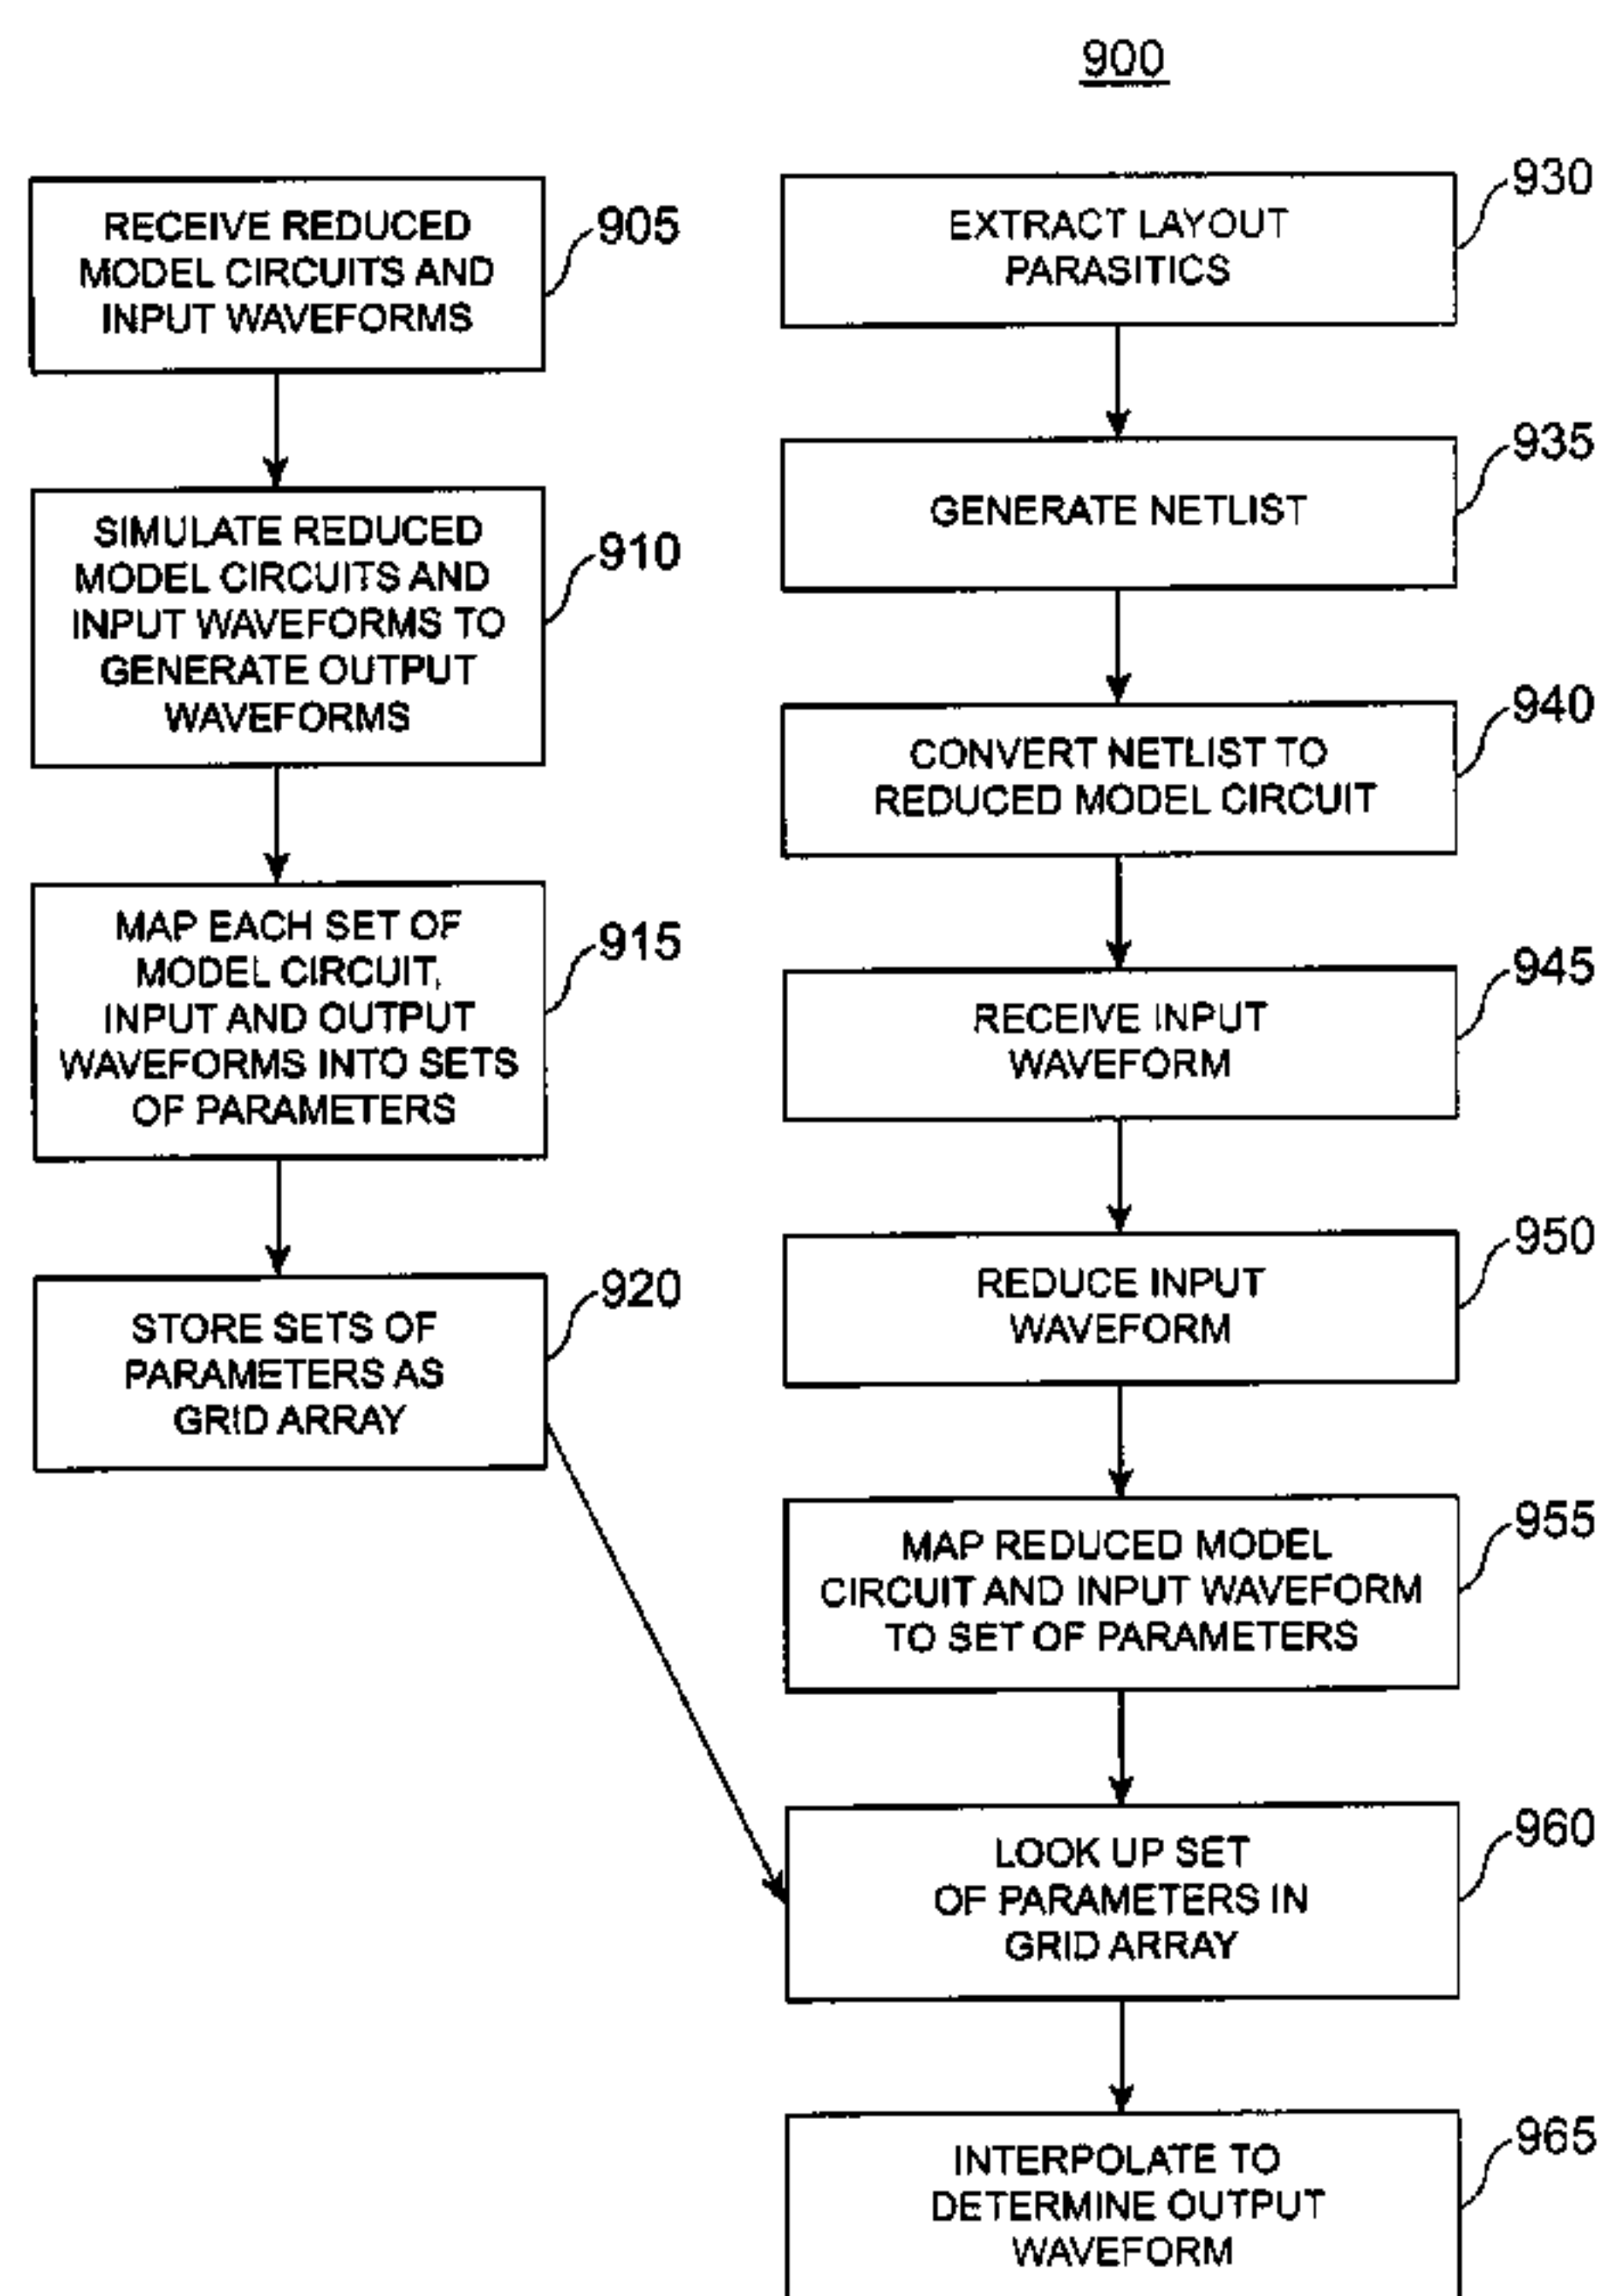 900
RECEIVE REDUCED
MODEL CIRCUITS AND
INPUT WAVEFORMS
905
SIMULATE REDUCED
MODEL CIRCUITS AND
INPUT WAVEFORMS TO
GENERATE OUTPUT
WAVEFORMS
910
MAP EACH SET OF
MODEL CIRCUIT,
INPUT AND OUTPUT
WAVEFORMS INTO SETS
OF PARAMETERS
915
STORE SETS OF
PARAMETERS AS
GRID ARRAY
920
EXTRACT LAYOUT
PARASITICS
930
GENERATE NETLIST
935
CONVERT NETLIST TO
REDUCED MODEL CIRCUIT
940
RECEIVE INPUT
WAVEFORM
945
REDUCE INPUT
WAVEFORM
950
MAP REDUCED MODEL
CIRCUIT AND INPUT WAVEFORM
TO SET OF PARAMETERS
955
LOOK UP SET
OF PARAMETERS IN
GRID ARRAY
960
INTERPOLATE TO
DETERMINE OUTPUT
WAVEFORM
965